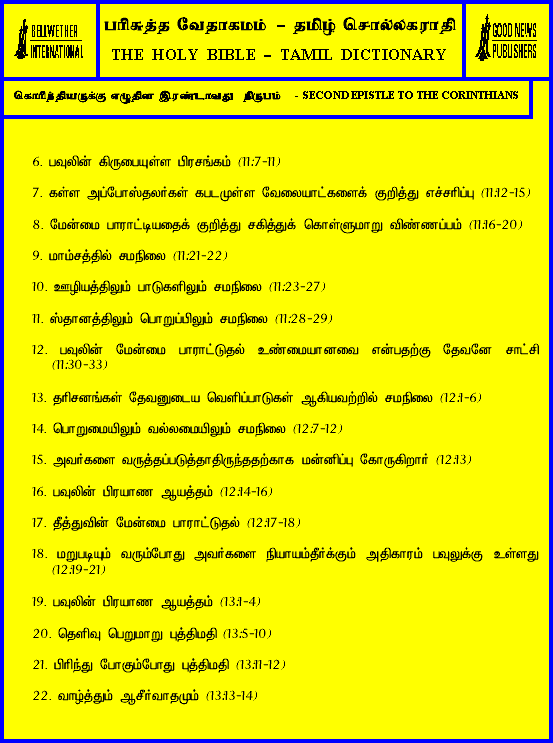 BELLWETHER
INTERNATIONAL
பரிசுத்த வேதாகமம் – தமிழ் சொல்லகராதி
THE HOLY BIBLE – TAMIL DICTIONARY
GOOD NEWS
PUBLISHERS
கொரிந்தியருக்கு எழுதின இரண்டாவது நிருபம் - SECOND EPISTLE TO THE CORINTHIANS
6. பவுலின் கிருபையுள்ள பிரசங்கம் (11:7-11)
7. கள்ள அப்போஸ்தலர்கள் கபடமுள்ள வேலையாட்களைக் குறித்து எச்சரிப்பு (11:12-15)
8. மேன்மை பாராட்டியதைக் குறித்து சகித்துக் கொள்ளுமாறு விண்ணப்பம் (11:16-20)
9. மாம்சத்தில் சமநிலை (11:21-22)
10. ஊழியத்திலும் பாடுகளிலும் சமநிலை (11:23-27)
11. ஸ்தானத்திலும் பொறுப்பிலும் சமநிலை (11:28-29)
12. பவுலின் மேன்மை பாராட்டுதல் உண்மையானவை என்பதற்கு தேவனே சாட்சி
(11:30-33)
13. தரிசனங்கள் தேவனுடைய வெளிப்பாடுகள் ஆகியவற்றில் சமநிலை (12:1-6)
14. பொறுமையிலும் வல்லமையிலும் சமநிலை (12:7-12)
15. அவர்களை வருத்தப்படுத்தாதிருந்ததற்காக மன்னிப்பு கோருகிறார் (12:13)
16. பவுலின் பிரயாண ஆயத்தம் (12:14-16)
17. தீத்துவின் மேன்மை பாராட்டுதல் (12:17-18)
18. மறுபடியும் வரும்போது அவர்களை நியாயம்தீர்க்கும் அதிகாரம் பவுலுக்கு உள்ளது
(12:19-21)
19. பவுலின் பிரயாண ஆயத்தம் (13:1-4)
20. தெளிவு பெறுமாறு புத்திமதி (13:5-10)
21. பிரிந்து போகும்போது புத்திமதி (13:11-12)
22. வாழ்த்தும் ஆசீர்வாதமும் (13:13-14)